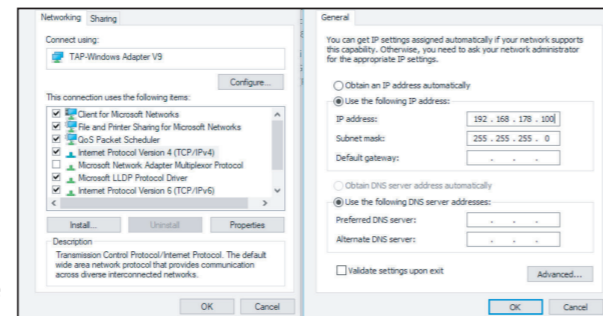 Networking Sharing
Connect using:
TAP-Windows Adapter V9
Configure...
This connection uses the following items:
Client for Microsoft Networks
File and Printer Sharing for Microsoft Networks
QoS Packet Scheduler
Internet Protocol Version 4 (TCP/IPv4)
Microsoft Network Adapter Multiplexor Protocol
Microsoft LLDP Protocol Driver
Internet Protocol Version 6 (TCP/IPv6)
Install... Uninstall Properties
Description
Transmission Control Protocol/Internet Protocol. The default
wide area network protocol that provides communication
across diverse interconnected networks.
OK Cancel
General
You can get IP settings assigned automatically if your network supports
this capability. Otherwise, you need to ask your network administrator
for the appropriate IP settings.
Obtain an IP address automatically
Use the following IP address:
IP address: 192 . 168 . 178 . 100
Subnet mask: 255 . 255 . 255 . 0
Default gateway: . . .
Obtain DNS server address automatically
Use the following DNS server addresses:
Preferred DNS server: . . .
Alternate DNS server: . . .
Validate settings upon exit
Advanced...
OK Cancel